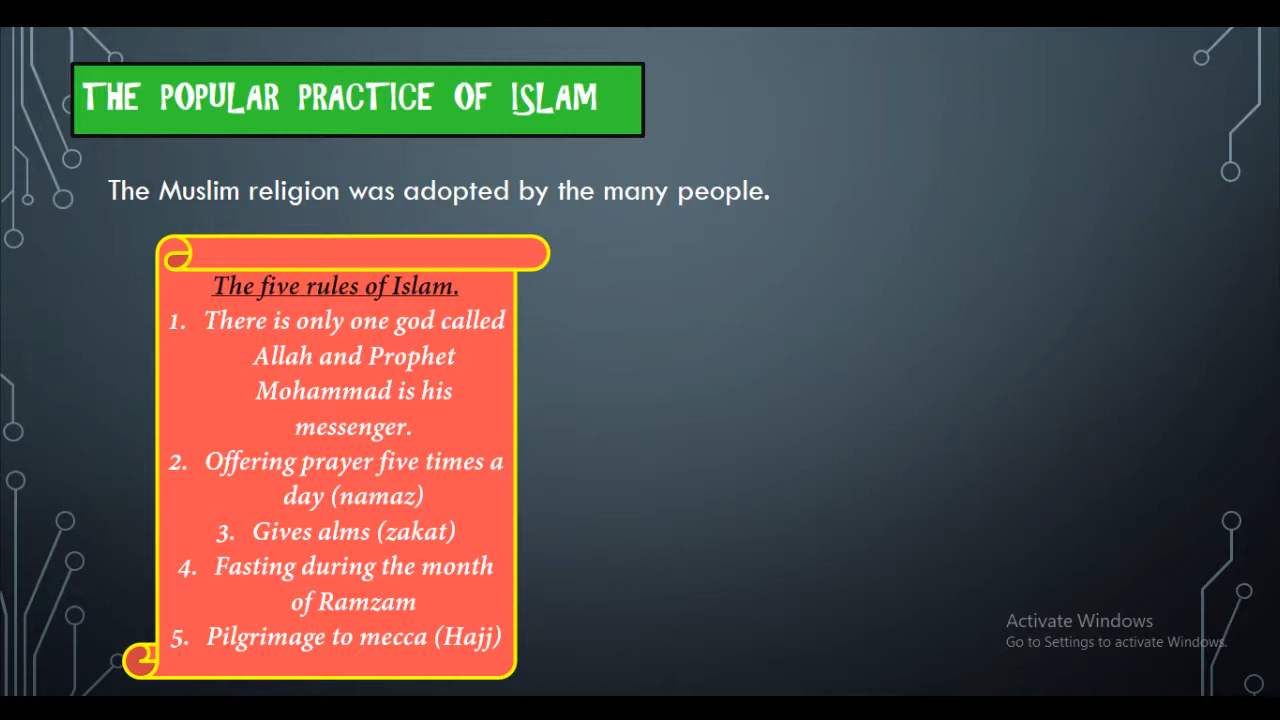 THE POPULAR PRACTICE OF ISLAM
The Muslim religion was adopted by the many people.
The five rules of Islam.
1. There is only one god called
Allah and Prophet
Mohammad is his
messenger.
2. Offering prayer five times a
day (namaz)
3. Gives alms (zakat)
4. Fasting during the month
of Ramzam
5. Pilgrimage to mecca (Hajj)
Activate Windows
Go to Settings to activate Windows.